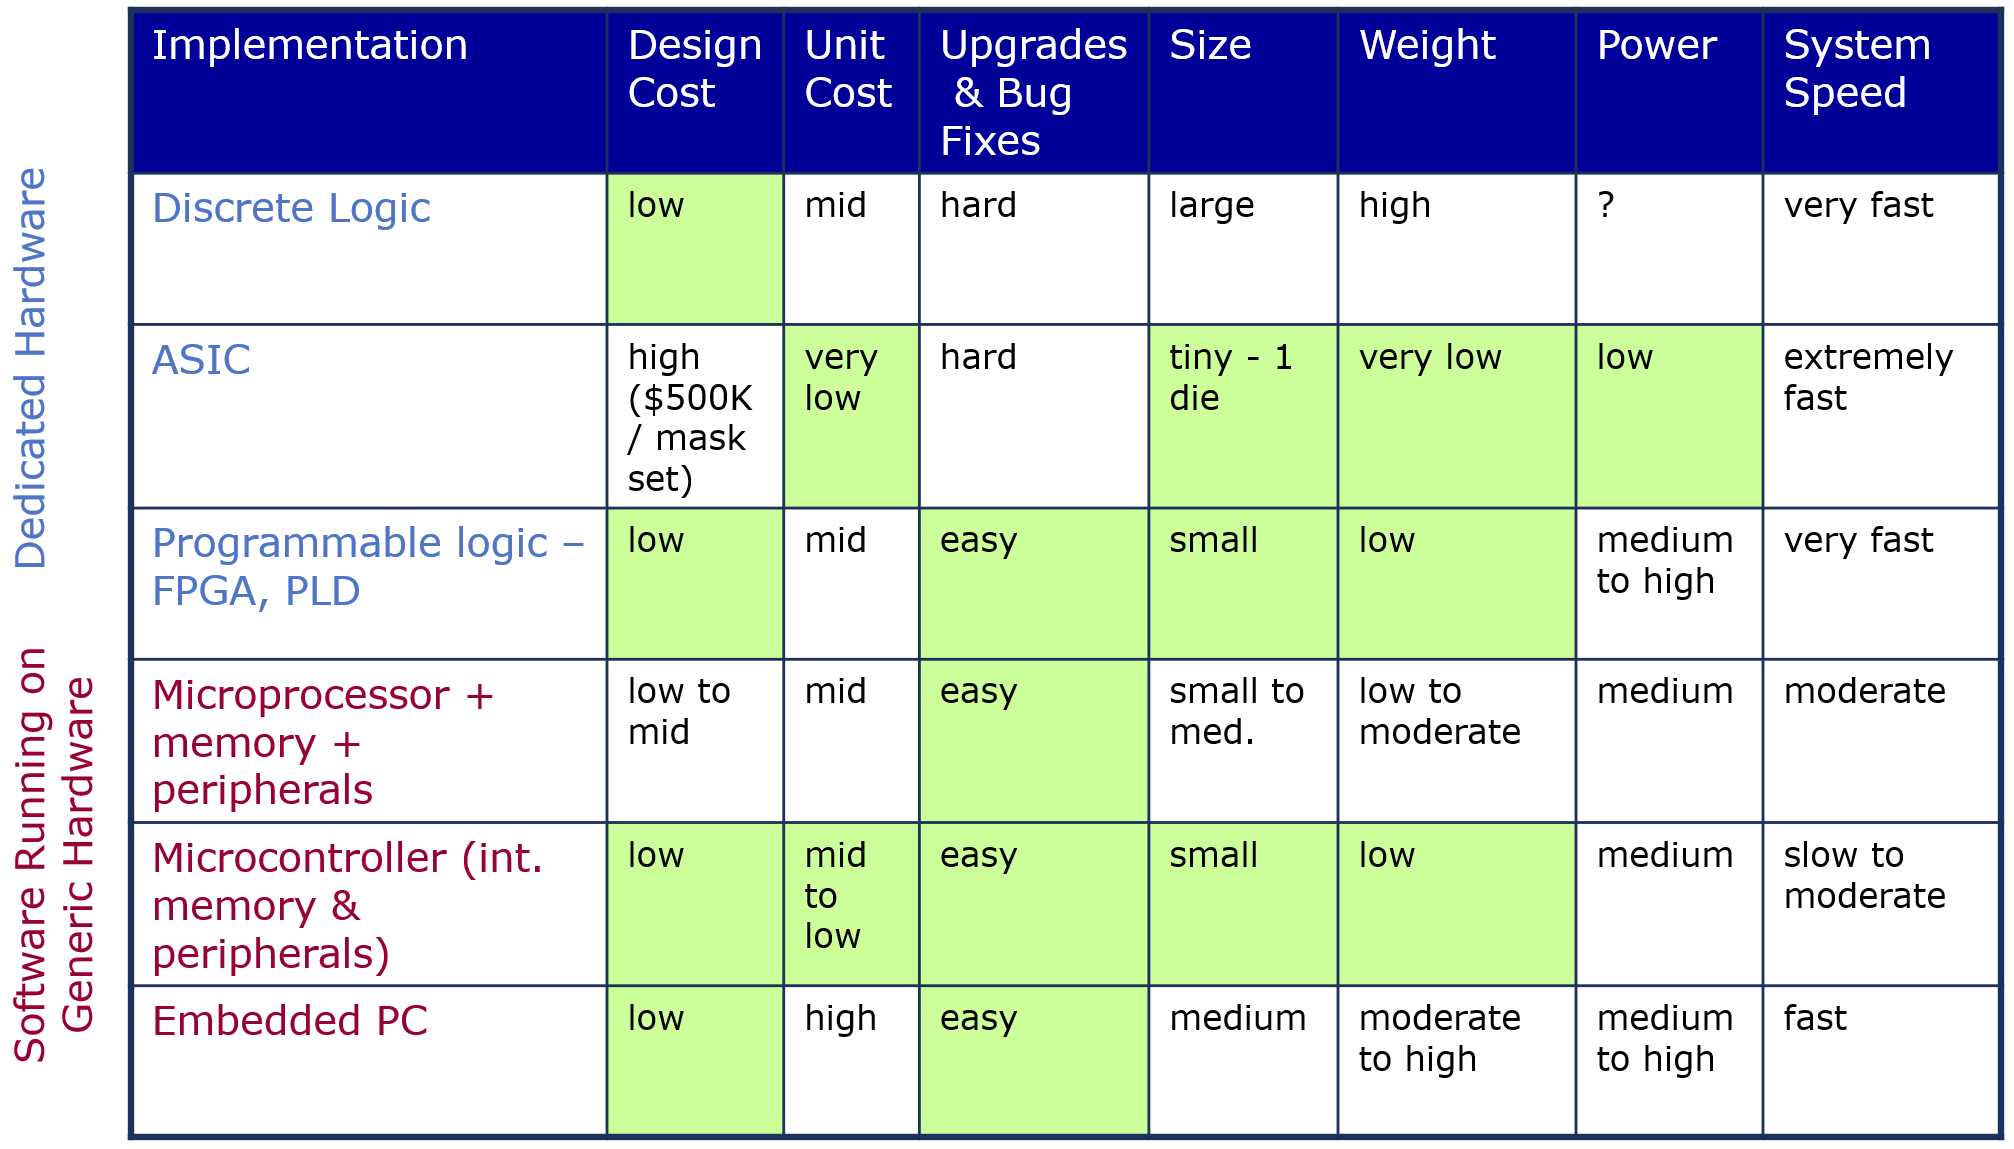 Implementation
Design
Cost
Unit
Cost
Upgrades
& Bug
Fixes
Size
Weight
Power
System
Speed
Dedicated Hardware
Discrete Logic
low
mid
hard
large
high
?
very fast
ASIC
high
($500K
/ mask
set)
very
low
hard
tiny - 1
die
very low
low
extremely
fast
Programmable logic –
FPGA, PLD
low
mid
easy
small
low
medium
to high
very fast
Software Running on
Generic Hardware
Microprocessor +
memory +
peripherals
low to
mid
mid
easy
small to
med.
low to
moderate
medium
moderate
Microcontroller (int.
memory &
peripherals)
low
mid
to
low
easy
small
low
medium
slow to
moderate
Embedded PC
low
high
easy
medium
moderate
to high
medium
to high
fast